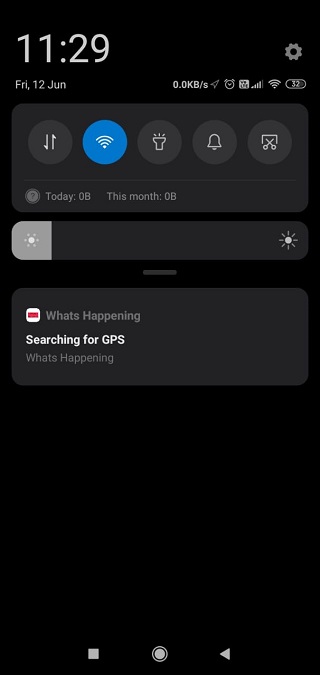 11:29
Fri, 12 Jun
0.0KB/s
32
Today: 0B This month: 0B
Whats Happening
Searching for GPS
Whats Happening